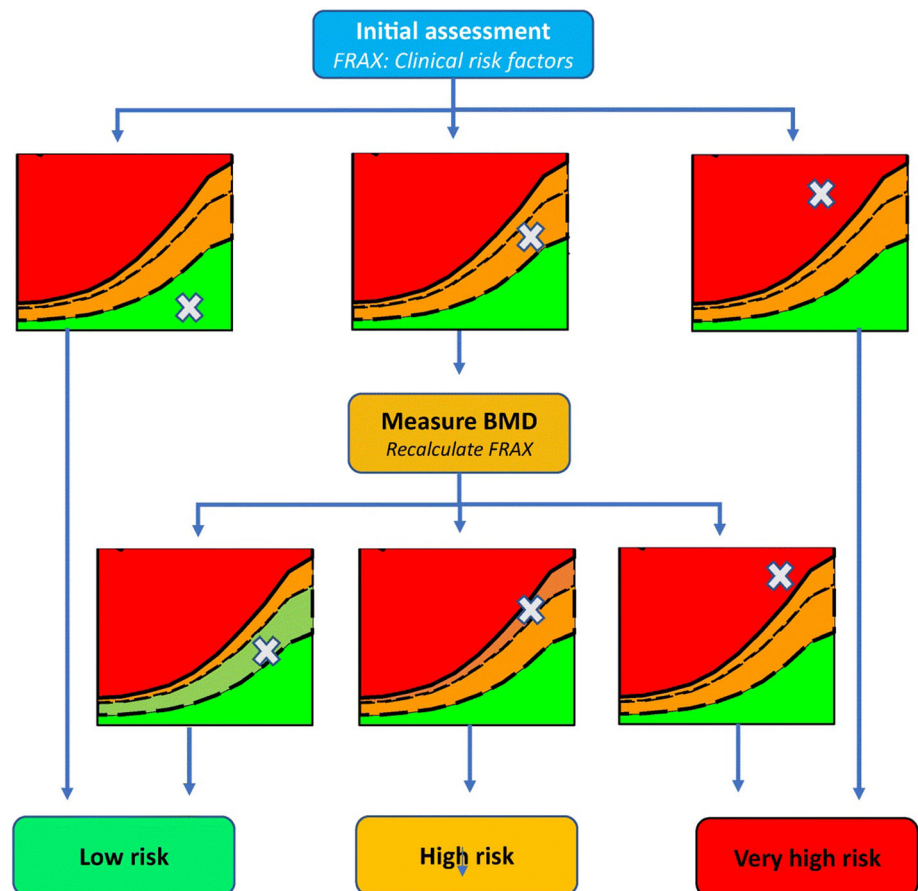 Initial assessment
FRAX: Clinical risk factors
Measure BMD
Recalculate FRAX
Low risk
High risk
Very high risk